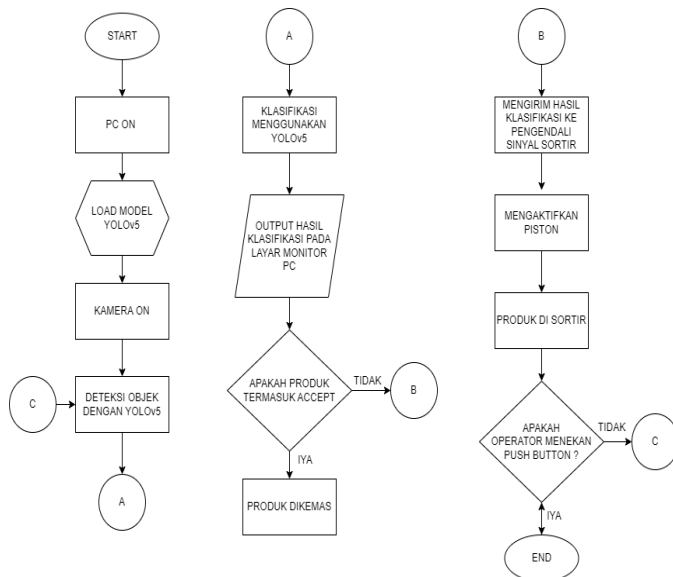 START
PC ON
LOAD MODEL
YOLOv5
KAMERA ON
C
DETEKSI OBJEK
DENGAN YOLOv5
A
A
KLASIFIKASI
MENGGUNAKAN
YOLOv5
OUTPUT HASIL
KLASIFIKASI PADA
LAYAR MONITOR
PC
APAKAH PRODUK
TERMASUK ACCEPT
TIDAK
B
IYA
PRODUK DIKEMAS
B
MENGIRIM HASIL
KLASIFIKASI KE
PENGENDALI
SINYAL SORTIR
MENGAKTIFKAN
PISTON
PRODUK DI SORTIR
APAKAH
OPERATOR MENEKAN
PUSH BUTTON ?
TIDAK
C
IYA
END